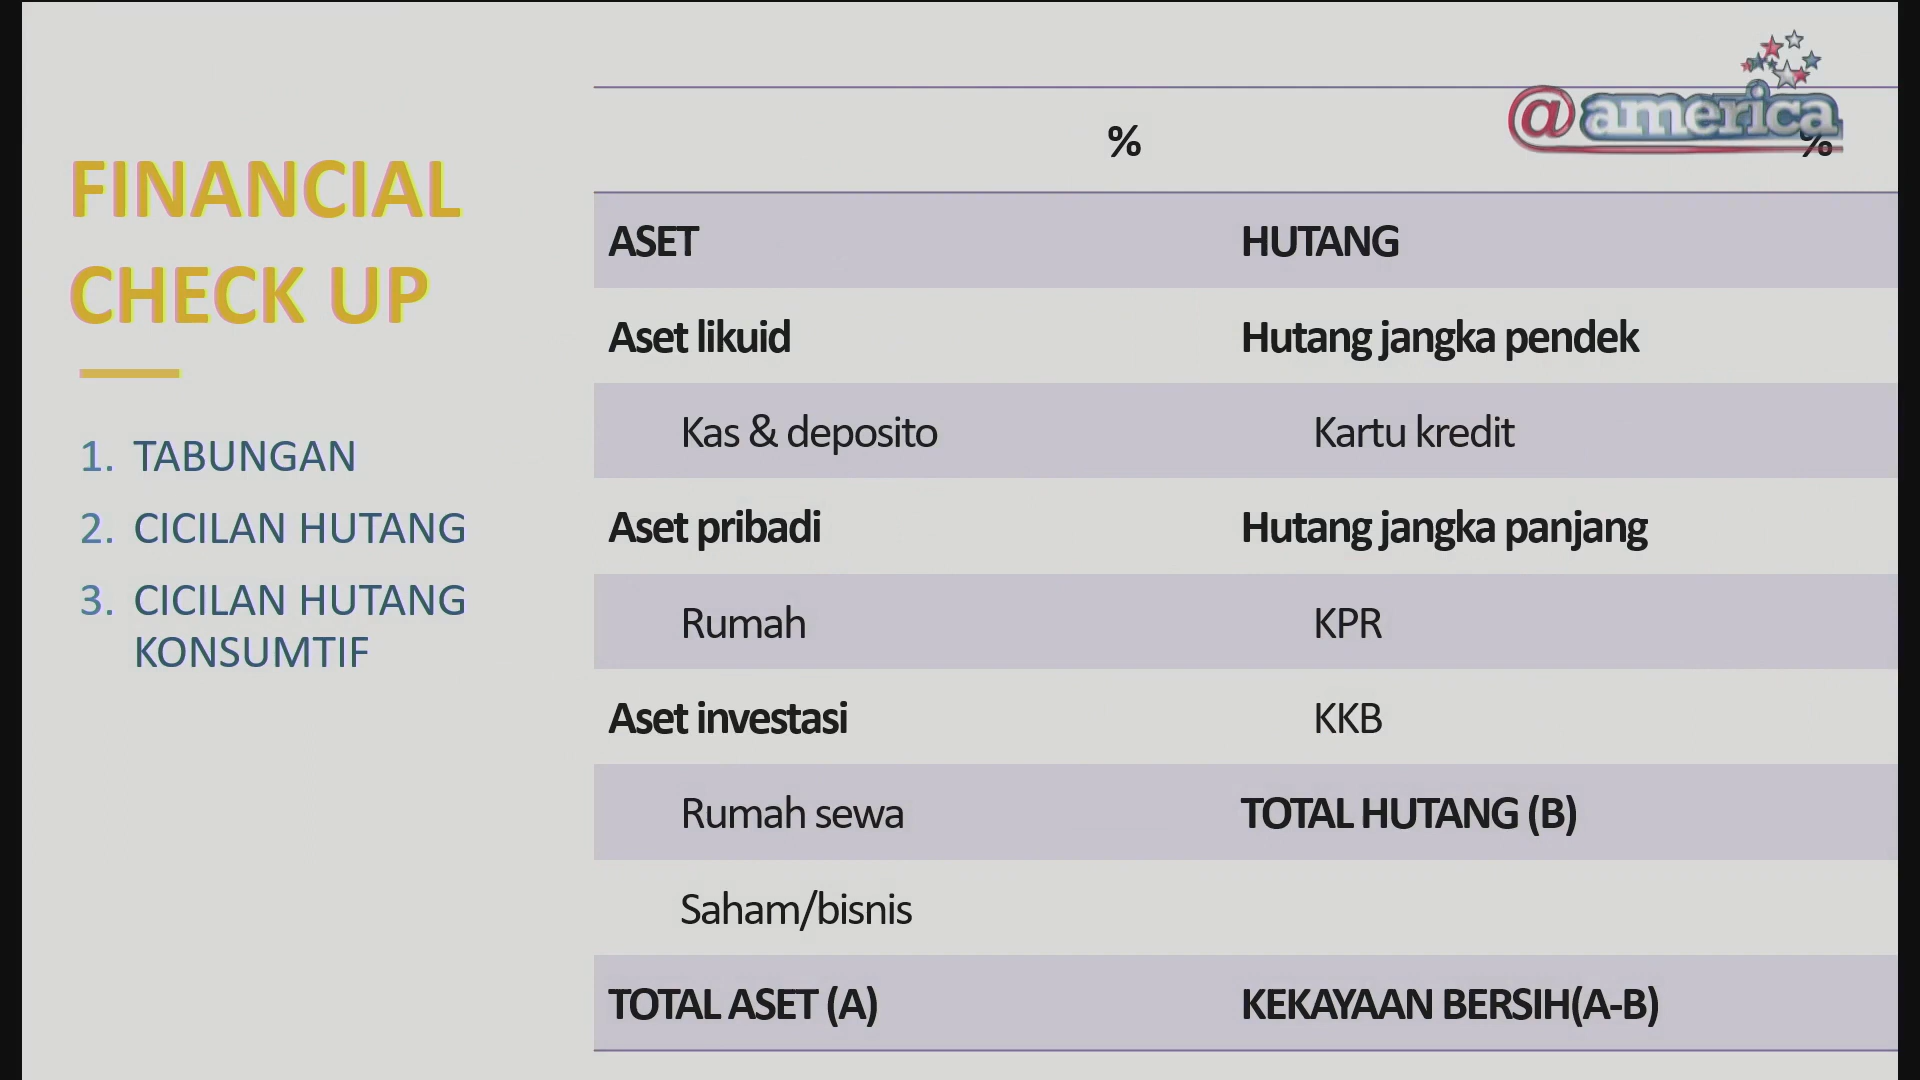 FINANCIAL
CHECK UP
1. TABUNGAN
2. CICILAN HUTANG
3. CICILAN HUTANG
KONSUMTIF
@america
% %
ASET HUTANG
Aset likuid Hutang jangka pendek
Kas & deposito Kartu kredit
Aset pribadi Hutang jangka panjang
Rumah KPR
Aset investasi KKB
Rumah sewa TOTAL HUTANG (B)
Saham/bisnis
TOTAL ASET (A) KEKAYAAN BERSIH(A-B)